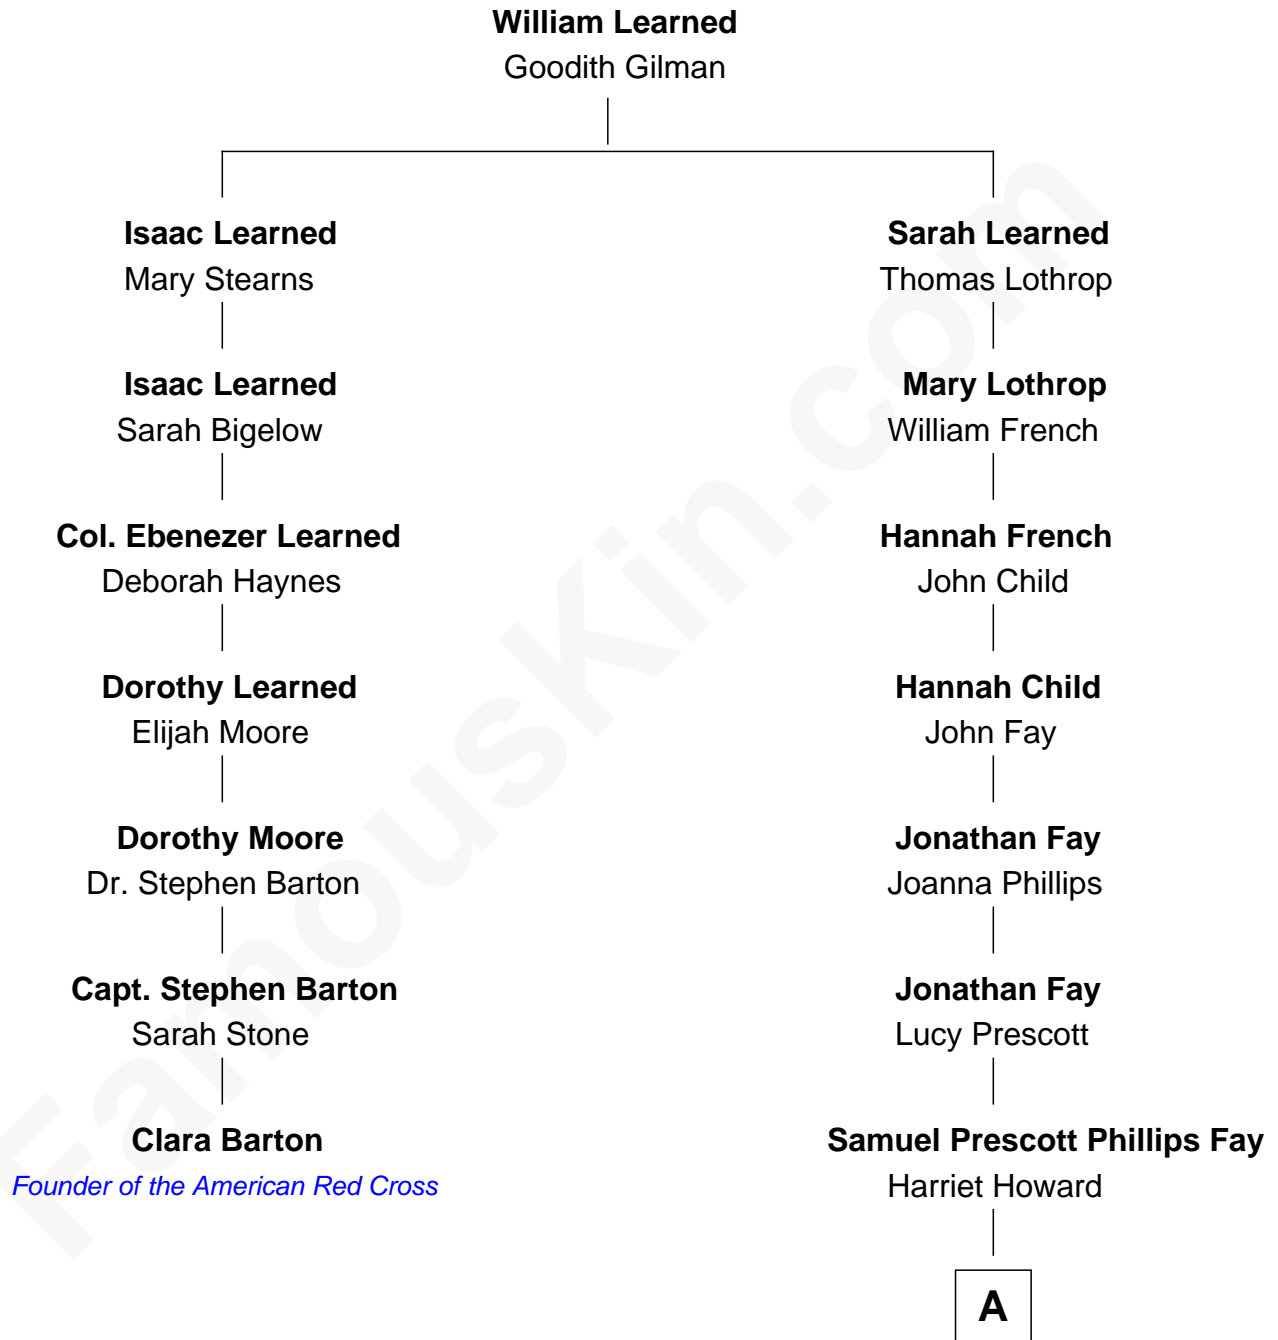 William Learned
Goodith Gilman
Isaac Learned
Mary Stearns
Sarah Learned
Thomas Lothrop
Isaac Learned
Sarah Bigelow
Mary Lothrop
William French
Col. Ebenezer Learned
Deborah Haynes
Hannah French
John Child
Dorothy Learned
Elijah Moore
Hannah Child
John Fay
Dorothy Moore
Dr. Stephen Barton
Jonathan Fay
Joanna Phillips
Capt. Stephen Barton
Sarah Stone
Jonathan Fay
Lucy Prescott
Clara Barton
Founder of the American Red Cross
Samuel Prescott Phillips Fay
Harriet Howard
A
FamousKin.com